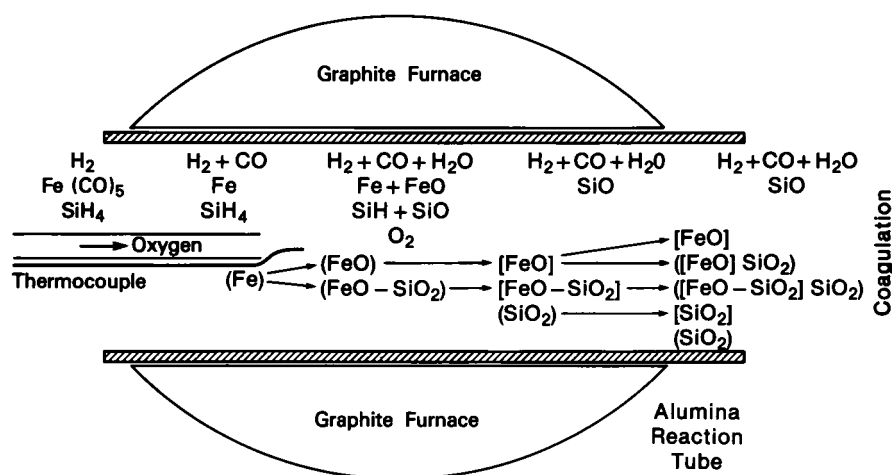 Graphite Furnace
H₂ H₂ + CO H₂ + CO + H₂O H₂ + CO + H₂0 H₂ + CO + H₂O
Fe (CO)₅ Fe Fe + FeO SiO SiO
SiH₄ SiH₄ SiH + SiO
O₂
→ Oxygen [FeO]
Thermocouple (Fe) (FeO) [FeO] ([FeO] SiO₂)
(FeO – SiO₂) [FeO – SiO₂] ([FeO – SiO₂] SiO₂)
(SiO₂) [SiO₂]
(SiO₂)
Coagulation
Graphite Furnace
Alumina
Reaction
Tube